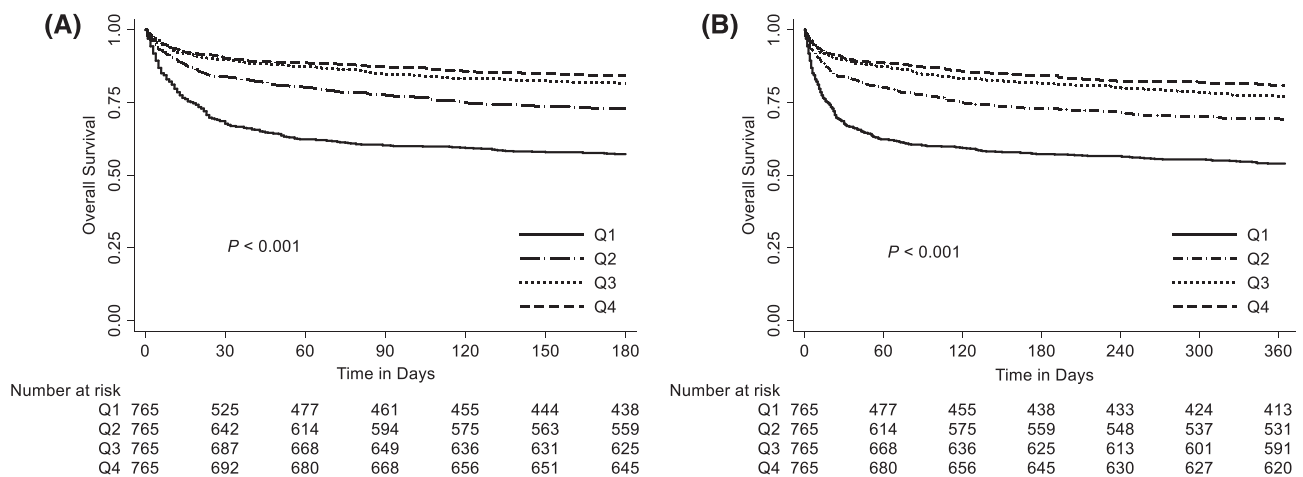 (A)
Overall Survival
1.00
0.75
0.50
0.25
0.00
P < 0.001
Q1
Q2
Q3
Q4
0 30 60 90 120 150 180
Time in Days
Number at risk
Q1 765 525 477 461 455 444 438
Q2 765 642 614 594 575 563 559
Q3 765 687 668 649 636 631 625
Q4 765 692 680 668 656 651 645
(B)
Overall Survival
1.00
0.75
0.50
0.25
0.00
P < 0.001
Q1
Q2
Q3
Q4
0 60 120 180 240 300 360
Time in Days
Number at risk
Q1 765 477 455 438 433 424 413
Q2 765 614 575 559 548 537 531
Q3 765 668 636 625 613 601 591
Q4 765 680 656 645 630 627 620